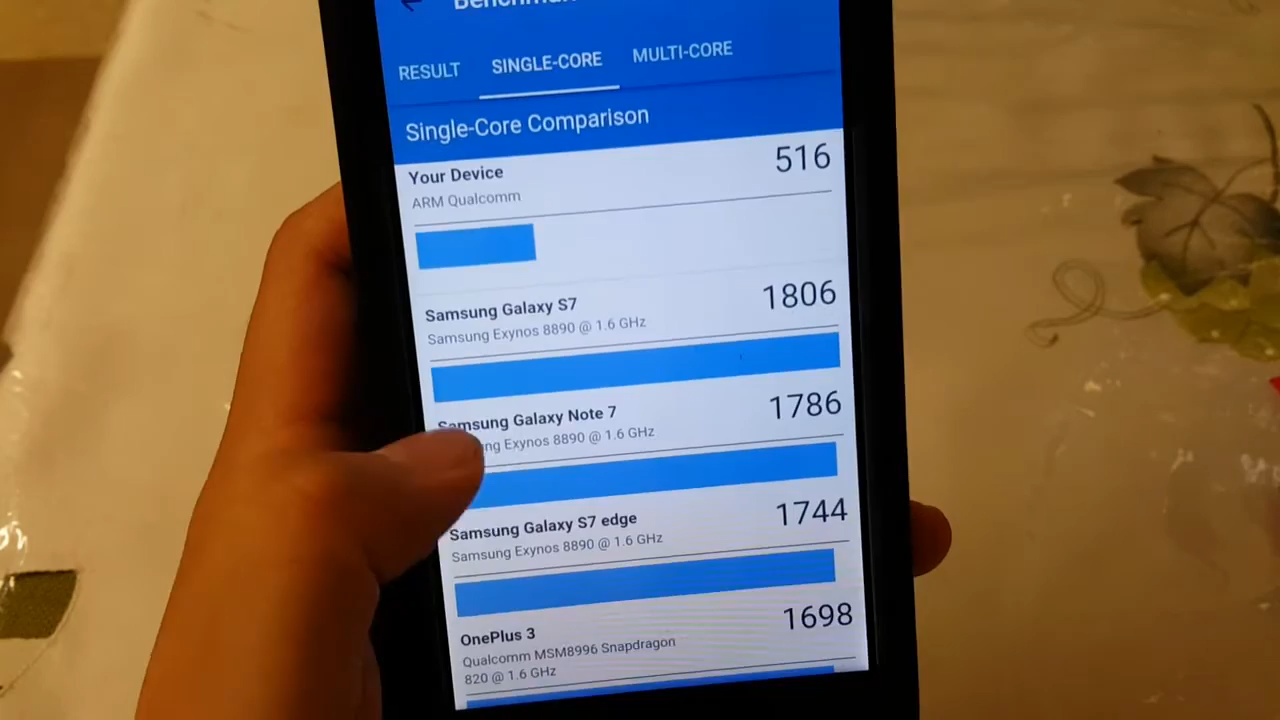 RESULT SINGLE-CORE MULTI-CORE
Single-Core Comparison
Your Device 516
ARM Qualcomm
Samsung Galaxy S7 1806
Samsung Exynos 8890 @ 1.6 GHz
Samsung Galaxy Note 7 1786
Exynos 8890 @ 1.6 GHz
Samsung Galaxy S7 edge 1744
Samsung Exynos 8890 @ 1.6 GHz
OnePlus 3 1698
Qualcomm MSM8996 Snapdragon
820 @ 1.6 GHz